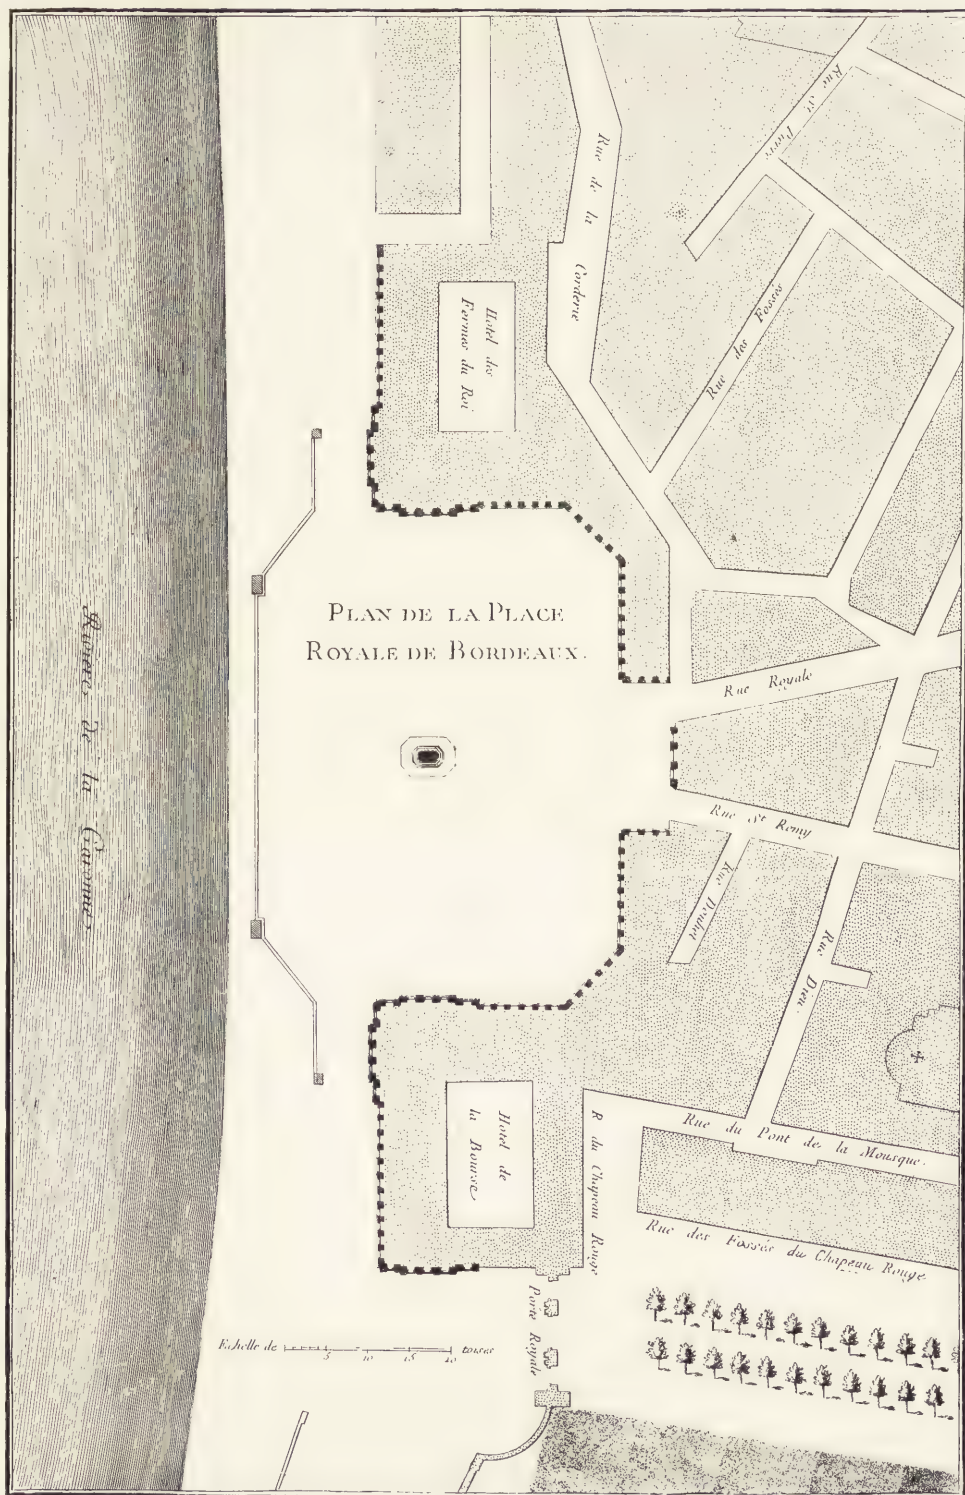 Rue St. Pierre
Rue de la Corderie
Rue des Fossés
Hotel des
Fermes du Roi
PLAN DE LA PLACE
ROYALE DE BORDEAUX.
Riviere de la Garonne
Rue Royale
Rue St Remy
Rue
Rue Dieu
Hotel de
la Bourse
R. du Chapeau Rouge
Rue du Pont de la Mousque.
Rue des Fossés du Chapeau Rouge.
Porte Royale
Echelle de toises
5 10 15 20